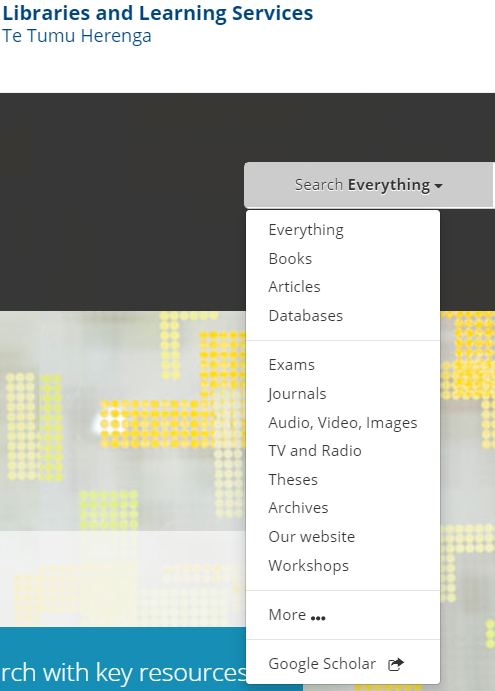 Libraries and Learning Services
Te Tumu Herenga
Search Everything
Everything
Books
Articles
Databases
Exams
Journals
Audio, Video, Images
TV and Radio
Theses
Archives
Our website
Workshops
More •••
Google Scholar
rch with key resources